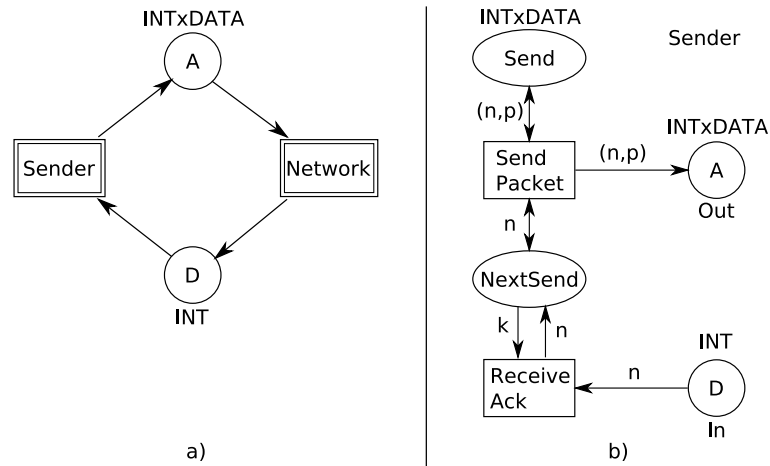 INTxDATA
A
Sender
Network
D
INT
a)
INTxDATA
Send
Sender
(n,p)
INTxDATA
Send
Packet
(n,p)
A
Out
n
NextSend
k
n
INT
Receive
Ack
n
D
In
b)